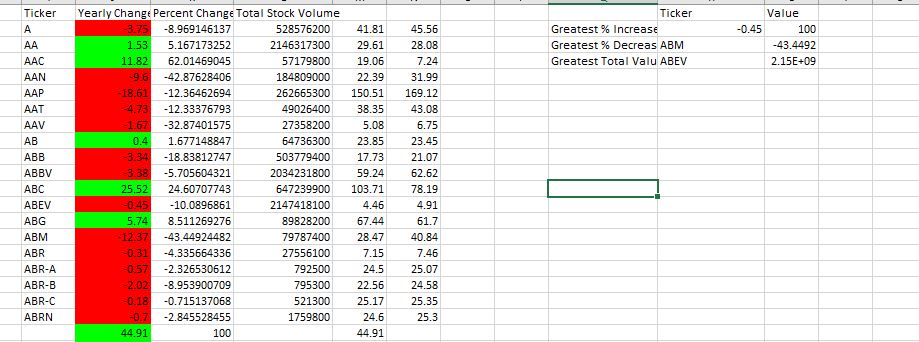 Ticker Yearly Change Percent Change Total Stock Volume Ticker Value
A -3.75 -8.969146137 528576200 41.81 45.56 Greatest % Increase -0.45 100
AA 1.53 5.167173252 2146317300 29.61 28.08 Greatest % Decreas ABM -43.4492
AAC 11.82 62.01469045 57179800 19.06 7.24 Greatest Total Valu ABEV 2.15E+09
AAN -9.6 -42.87628406 184809000 22.39 31.99
AAP -18.61 -12.36462694 262665300 150.51 169.12
AAT -4.73 -12.33376793 49026400 38.35 43.08
AAV -1.67 -32.87401575 27358200 5.08 6.75
AB 0.4 1.677148847 64736300 23.85 23.45
ABB -3.34 -18.83812747 503779400 17.73 21.07
ABBV -3.38 -5.705604321 2034231800 59.24 62.62
ABC 25.52 24.60707743 647239900 103.71 78.19
ABEV -0.45 -10.0896861 2147418100 4.46 4.91
ABG 5.74 8.511269276 89828200 67.44 61.7
ABM -12.37 -43.44924482 79787400 28.47 40.84
ABR -0.31 -4.335664336 27556100 7.15 7.46
ABR-A -0.57 -2.326530612 792500 24.5 25.07
ABR-B -2.02 -8.953900709 795300 22.56 24.58
ABR-C -0.18 -0.715137068 521300 25.17 25.35
ABRN -0.7 -2.845528455 1759800 24.6 25.3
44.91 100 44.91